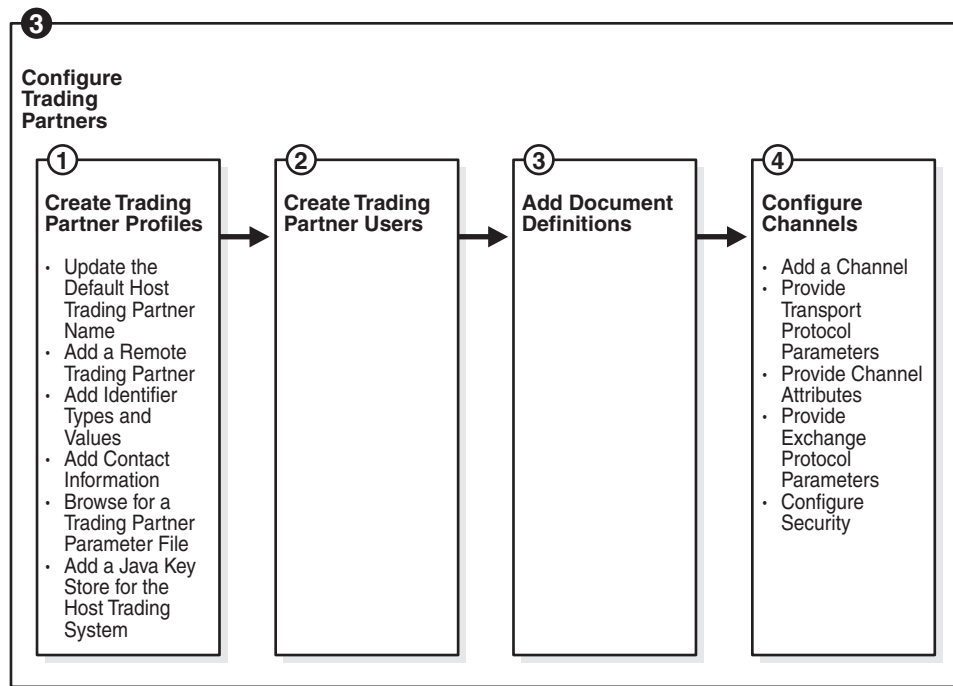 3
Configure
Trading
Partners
1
Create Trading
Partner Profiles
• Update the
Default Host
Trading Partner
Name
• Add a Remote
Trading Partner
• Add Identifier
Types and
Values
• Add Contact
Information
• Browse for a
Trading Partner
Parameter File
• Add a Java Key
Store for the
Host Trading
System
2
Create Trading
Partner Users
3
Add Document
Definitions
4
Configure
Channels
• Add a Channel
• Provide
Transport
Protocol
Parameters
• Provide Channel
Attributes
• Provide
Exchange
Protocol
Parameters
• Configure
Security